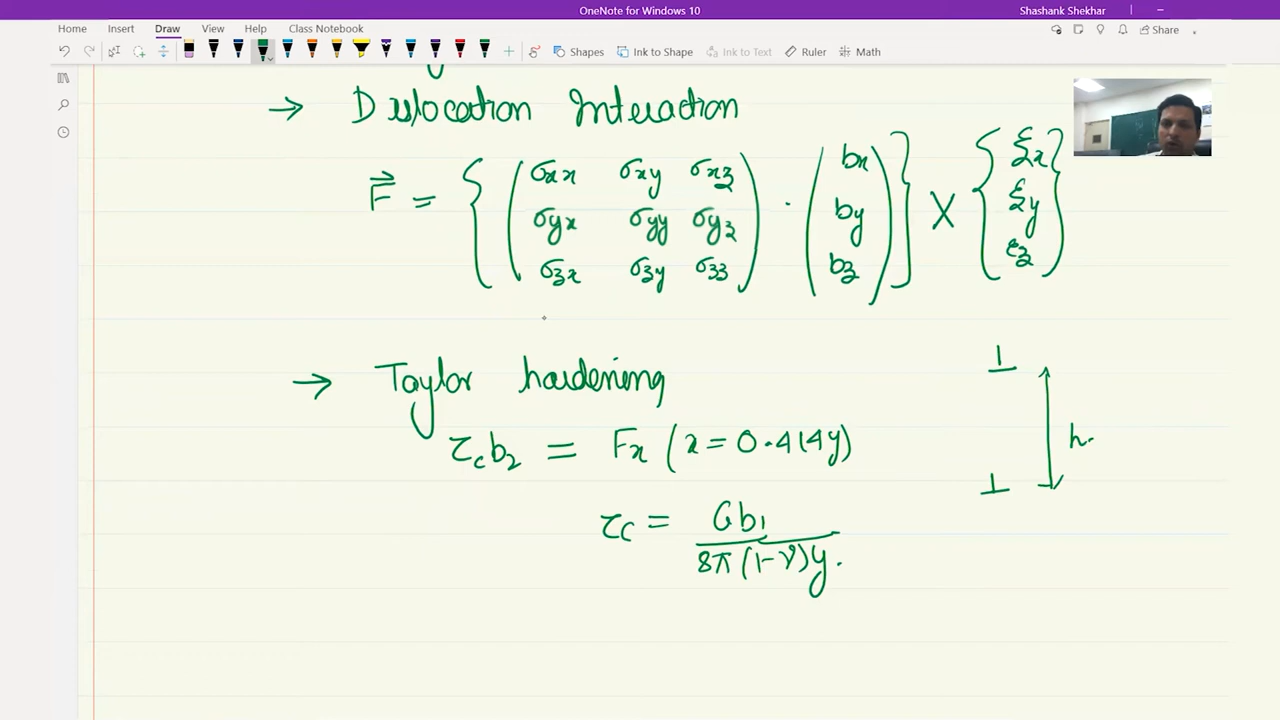 OneNote for Windows 10
Shashank Shekhar
Home Insert Draw View Help Class Notebook
Share
Shapes Ink to Shape Ink to Text Ruler Math
→ Dislocation Interaction
F⃗ = { ( σxx σxy σxz ) · ( bx ) } × { ξx }
σyx σyy σyz by ξy
σzx σzy σzz bz ξz
→ Taylor hardening
τc b2 = Fx (x = 0.414y)
τc = Gb1
8π(1-ν)y.
⊥
h.
⊥